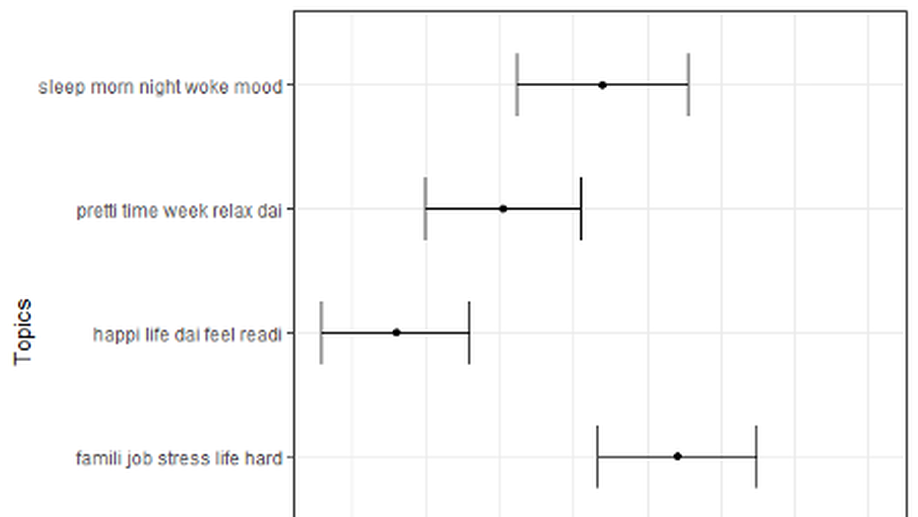 sleep morn night woke mood
pretti time week relax dai
happi life dai feel readi
famili job stress life hard
Topics